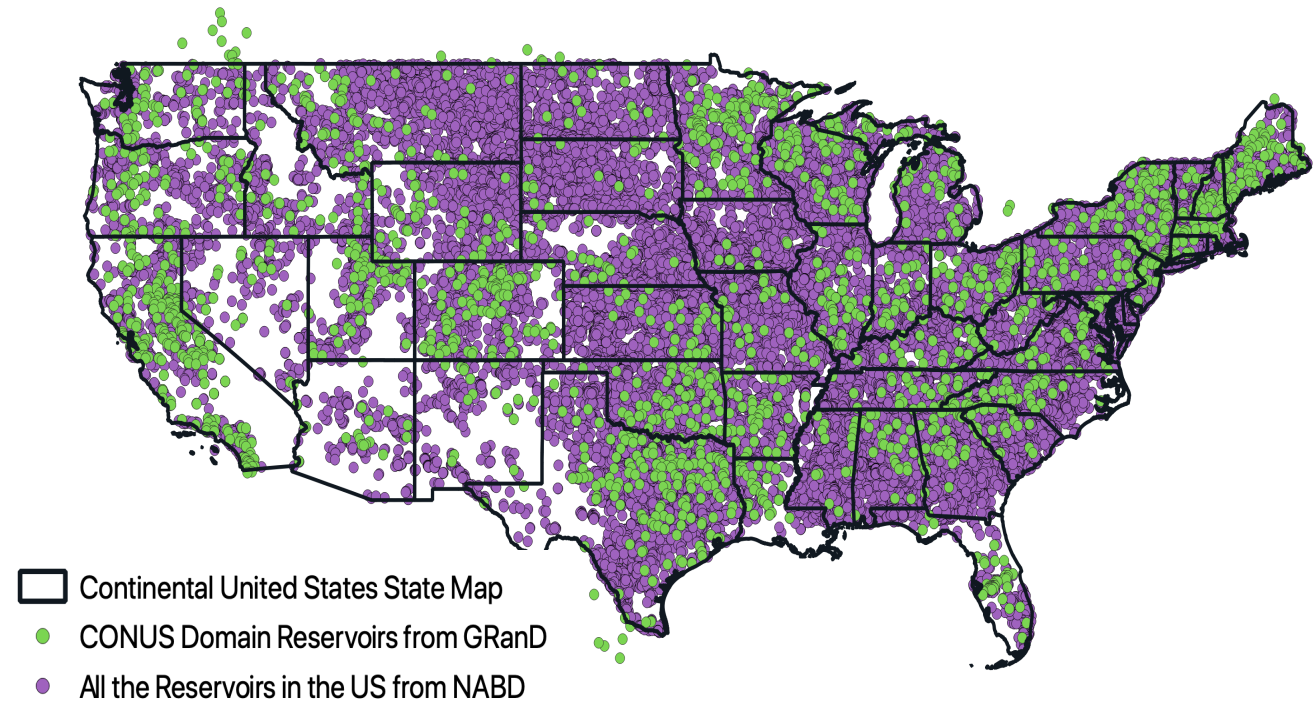 Continental United States State Map
CONUS Domain Reservoirs from GRanD
All the Reservoirs in the US from NABD